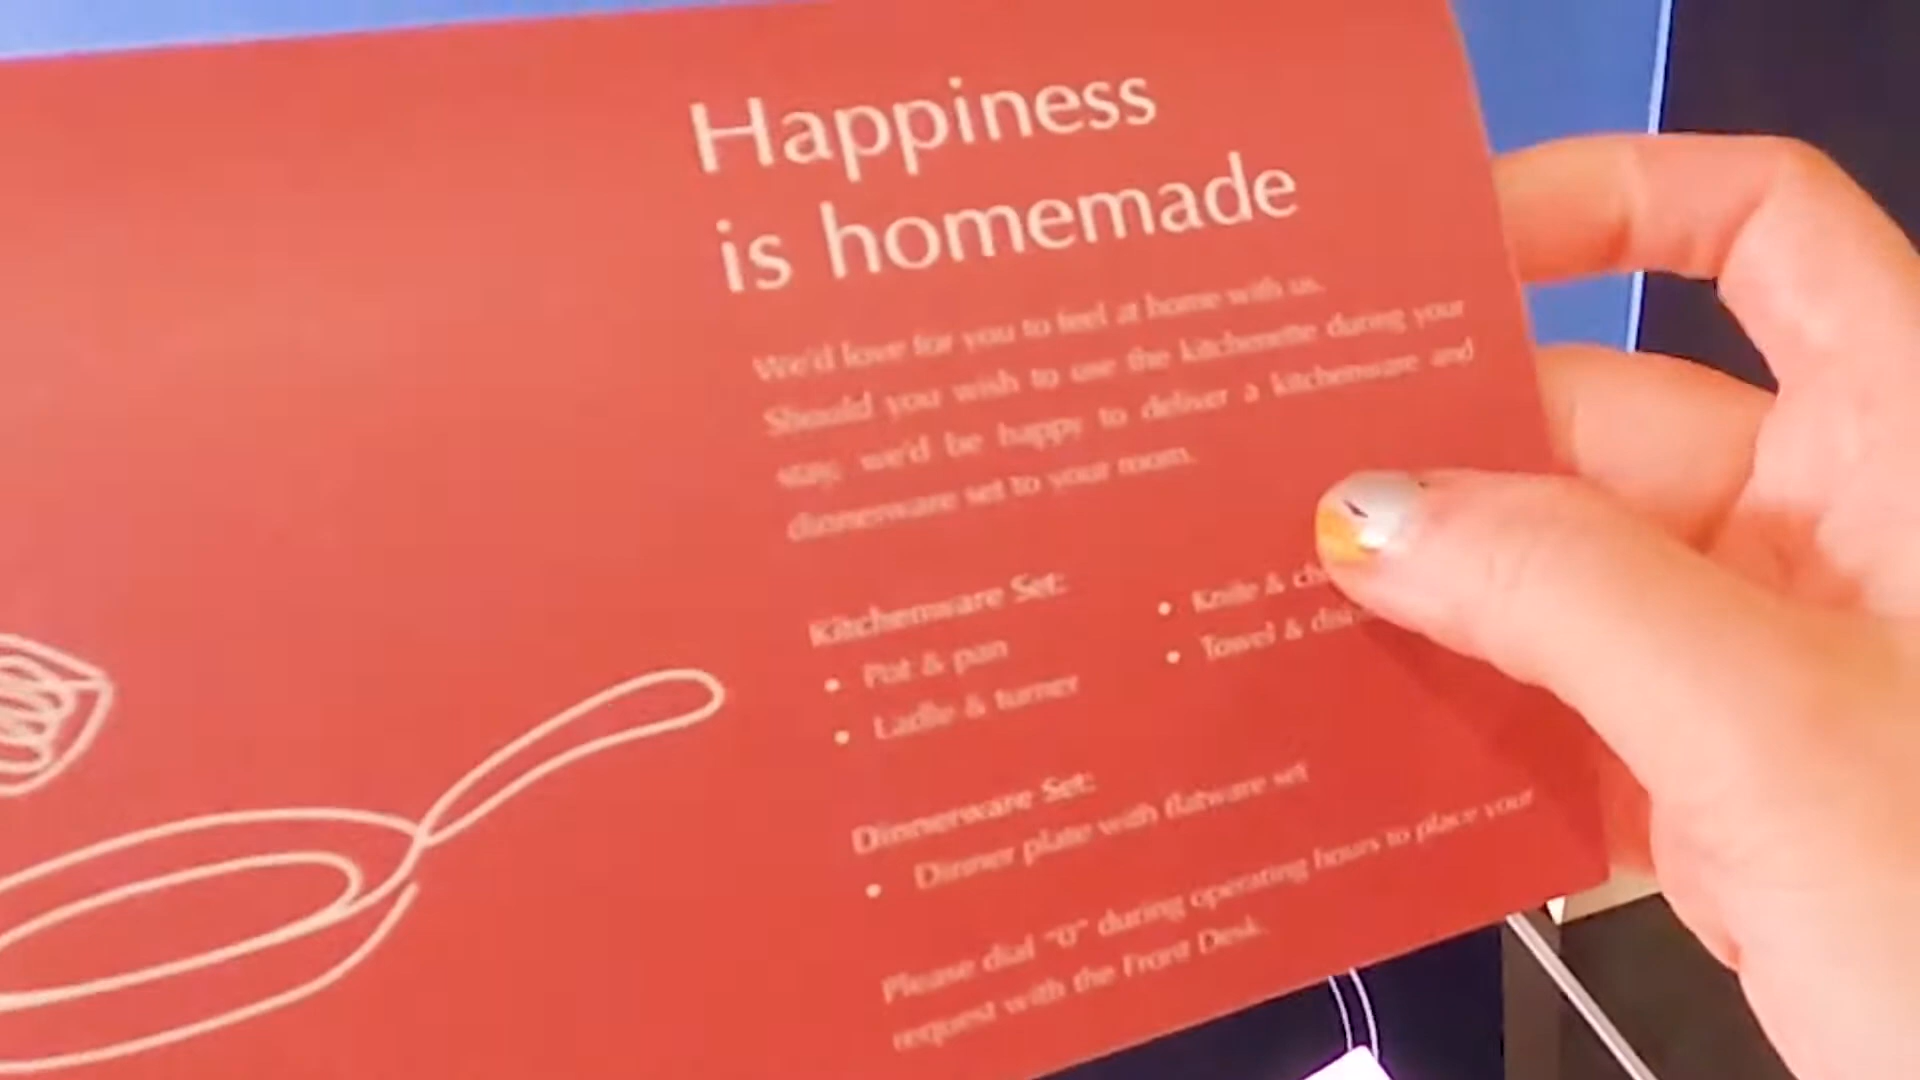 Happiness
is homemade
We'd love for you to feel at home with us.
Should you wish to use the kitchenette during your
stay, we'd be happy to deliver a kitchenware and
dinnerware set to your room.
Kitchenware Set:
• Pot & pan
• Ladle & turner
• Knife &
• Towel &
Dinnerware Set:
• Dinner plate with flatware set
Please dial "0" during operating hours to place your
request with the Front Desk.